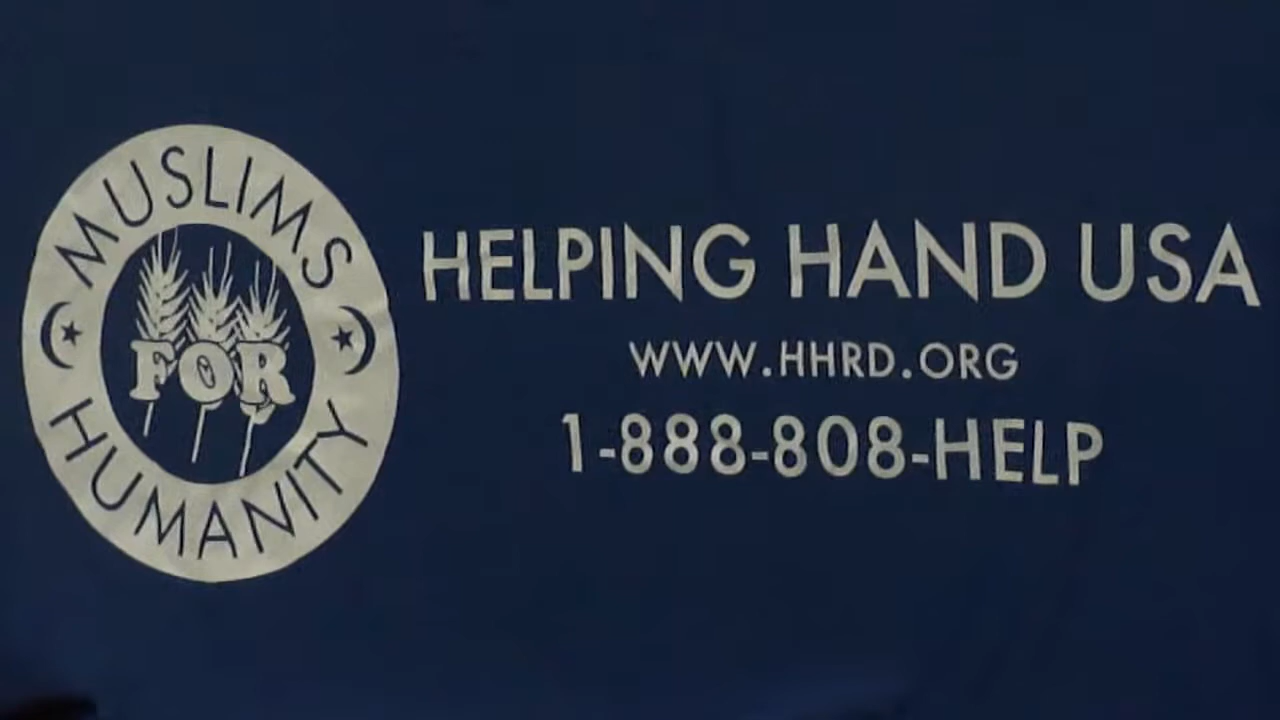 MUSLIMS
FOR
HUMANITY
HELPING HAND USA
WWW.HHRD.ORG
1-888-808-HELP